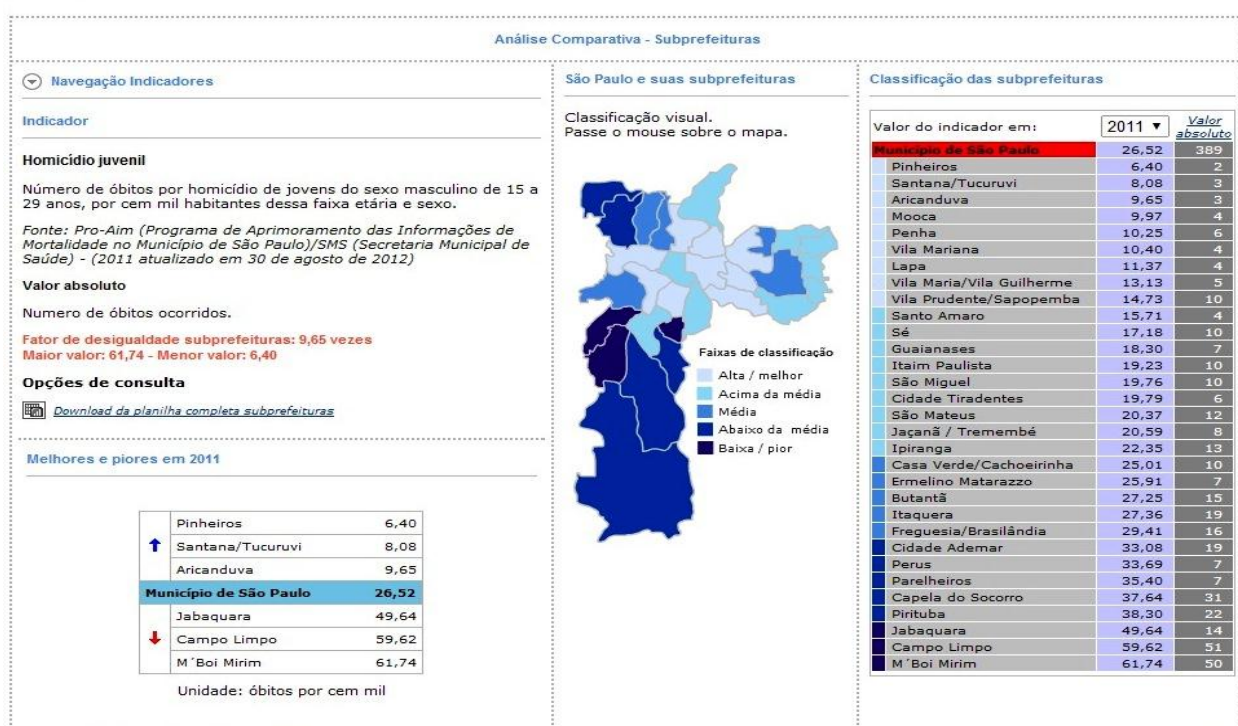 Análise Comparativa - Subprefeituras
Navegação Indicadores
Indicador
Homicídio juvenil
Número de óbitos por homicídio de jovens do sexo masculino de 15 a
29 anos, por cem mil habitantes dessa faixa etária e sexo.
Fonte: Pro-Aim (Programa de Aprimoramento das Informações de
Mortalidade no Município de São Paulo)/SMS (Secretaria Municipal de
Saúde) - (2011 atualizado em 30 de agosto de 2012)
Valor absoluto
Numero de óbitos ocorridos.
Fator de desigualdade subprefeituras: 9,65 vezes
Maior valor: 61,74 - Menor valor: 6,40
Opções de consulta
Download da planilha completa subprefeituras
Melhores e piores em 2011
Pinheiros 6,40
Santana/Tucuruvi 8,08
Aricanduva 9,65
Município de São Paulo 26,52
Jabaquara 49,64
Campo Limpo 59,62
M´Boi Mirim 61,74
Unidade: óbitos por cem mil
São Paulo e suas subprefeituras
Classificação visual.
Passe o mouse sobre o mapa.
Faixas de classificação
Alta / melhor
Acima da média
Média
Abaixo da média
Baixa / pior
Classificação das subprefeituras
Valor do indicador em: 2011 Valor
absoluto
Município de São Paulo 26,52 389
Pinheiros 6,40 2
Santana/Tucuruvi 8,08 3
Aricanduva 9,65 3
Mooca 9,97 4
Penha 10,25 6
Vila Mariana 10,40 4
Lapa 11,37 4
Vila Maria/Vila Guilherme 13,13 5
Vila Prudente/Sapopemba 14,73 10
Santo Amaro 15,71 4
Sé 17,18 10
Guaianases 18,30 7
Itaim Paulista 19,23 10
São Miguel 19,76 10
Cidade Tiradentes 19,79 6
São Mateus 20,37 12
Jaçanã / Tremembé 20,59 8
Ipiranga 22,35 13
Casa Verde/Cachoeirinha 25,01 10
Ermelino Matarazzo 25,91 7
Butantã 27,25 15
Itaquera 27,36 19
Freguesia/Brasilândia 29,41 16
Cidade Ademar 33,08 19
Perus 33,69 7
Parelheiros 35,40 7
Capela do Socorro 37,64 31
Pirituba 38,30 22
Jabaquara 49,64 14
Campo Limpo 59,62 51
M´Boi Mirim 61,74 50